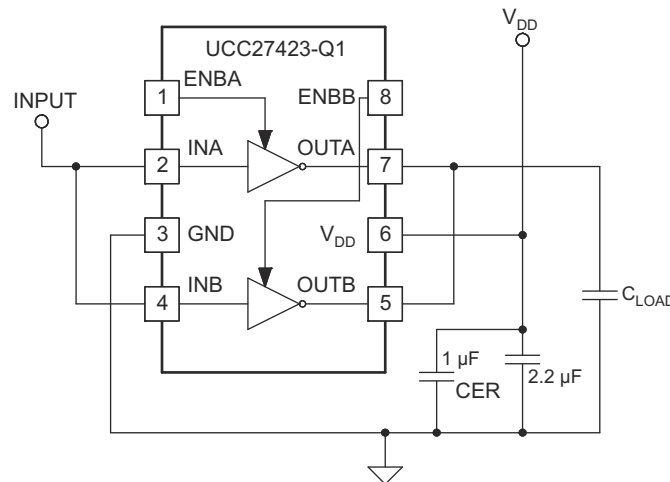 V_DD
UCC27423-Q1
ENBA
1
ENBB
8
INPUT
INA
OUTA
2
7
3
GND
V_DD
6
INB
OUTB
4
5
C_LOAD
1 µF
CER
2.2 µF